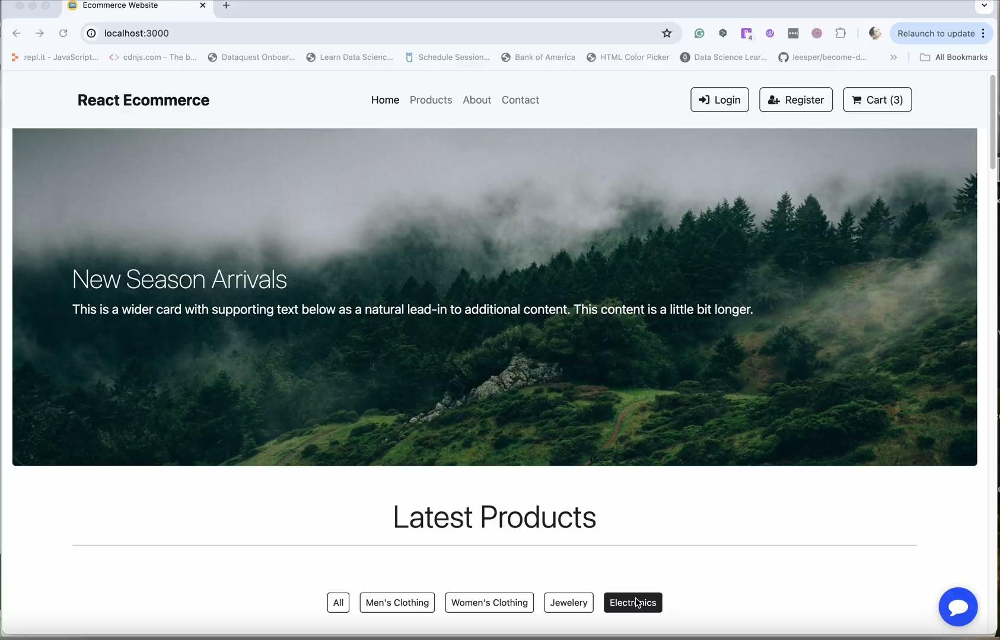 Ecommerce Website
localhost:3000
Relaunch to update
4
repl.it - JavaScript...
cdnjs.com - The b...
Dataquest Onboar...
Learn Data Scienc...
Schedule Session...
Bank of America
HTML Color Picker
Data Science Lear...
leesper/become-d...
All Bookmarks
React Ecommerce
Home
Products
About
Contact
Login
Register
Cart (3)
New Season Arrivals
This is a wider card with supporting text below as a natural lead-in to additional content. This content is a little bit longer.
Latest Products
All
Men's Clothing
Women's Clothing
Jewelery
Electronics